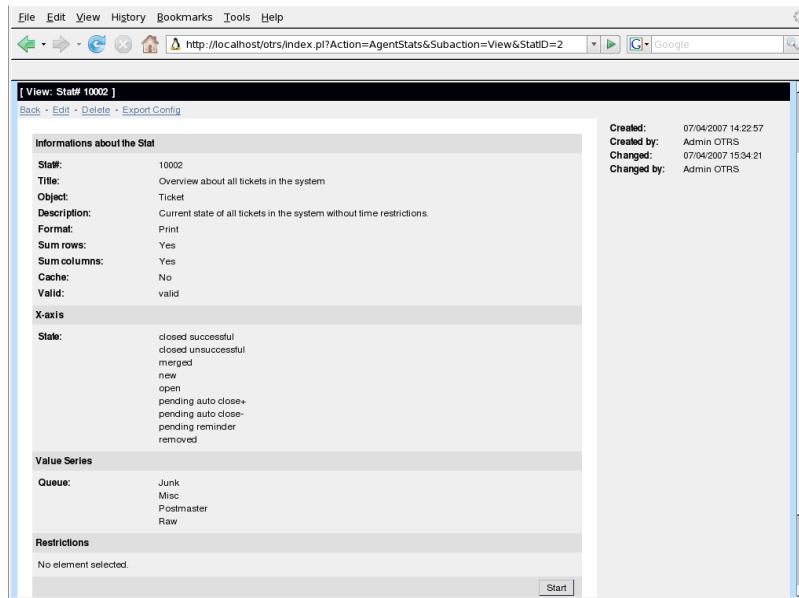 File Edit View History Bookmarks Tools Help
http://localhost/otrs/index.pl?Action=AgentStats&Subaction=View&StatID=2
G Google
[ View: Stat# 10002 ]
Back - Edit - Delete - Export Config
Informations about the Stat
Stat#: 10002
Title: Overview about all tickets in the system
Object: Ticket
Description: Current state of all tickets in the system without time restrictions.
Format: Print
Sum rows: Yes
Sum columns: Yes
Cache: No
Valid: valid
X-axis
State: closed successful
closed unsuccessful
merged
new
open
pending auto close+
pending auto close-
pending reminder
removed
Value Series
Queue: Junk
Misc
Postmaster
Raw
Restrictions
No element selected.
Start
Created: 07/04/2007 14:22:57
Created by: Admin OTRS
Changed: 07/04/2007 15:34:21
Changed by: Admin OTRS